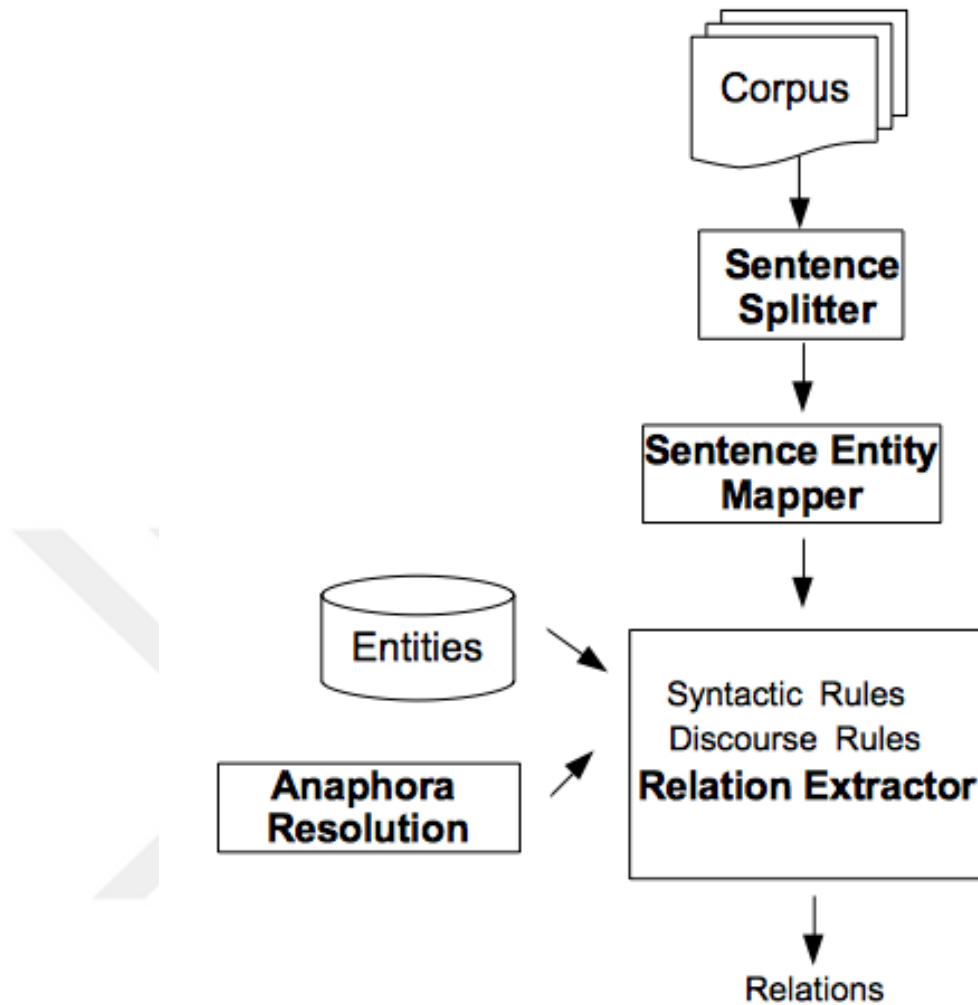 Corpus
Sentence
Splitter
Sentence Entity
Mapper
Entities
Syntactic Rules
Discourse Rules
Relation Extractor
Anaphora
Resolution
Relations